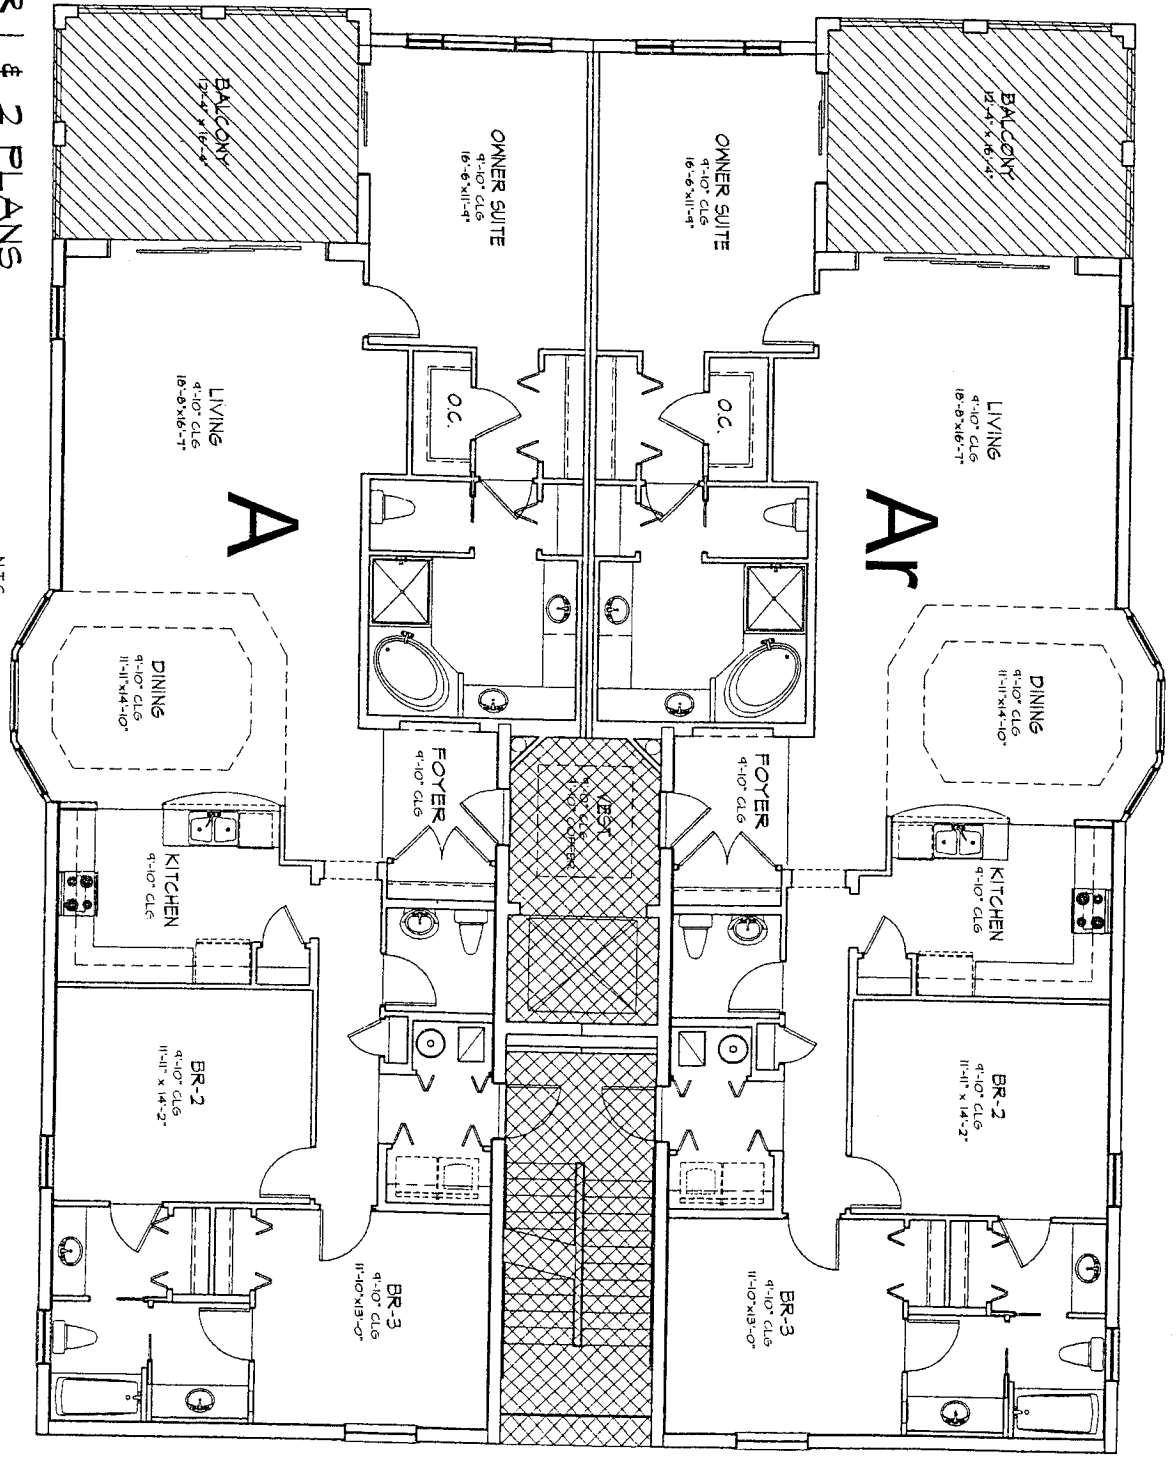 R 1 & 2 PLANS
N.T.S.
BALCONY
12'-4" x 16'-4"
OWNER SUITE
9'-10" CLG
16'-6"x11'-9"
OWNER SUITE
9'-10" CLG
16'-6"x11'-9"
BALCONY
12'-4" x 16'-4"
LIVING
9'-10" CLG
18'-8"x16'-7"
O.C.
O.C.
LIVING
9'-10" CLG
18'-8"x16'-7"
A
Ar
DINING
9'-10" CLG
11'-11"x14'-10"
FOYER
9'-10" CLG
VEST.
FOYER
9'-10" CLG
DINING
9'-10" CLG
11'-11"x14'-10"
KITCHEN
9'-10" CLG
KITCHEN
9'-10" CLG
BR-2
9'-10" CLG
11'-11" x 14'-2"
BR-2
9'-10" CLG
11'-11" x 14'-2"
BR-3
9'-10" CLG
11'-10"x13'-0"
BR-3
9'-10" CLG
11'-10"x13'-0"